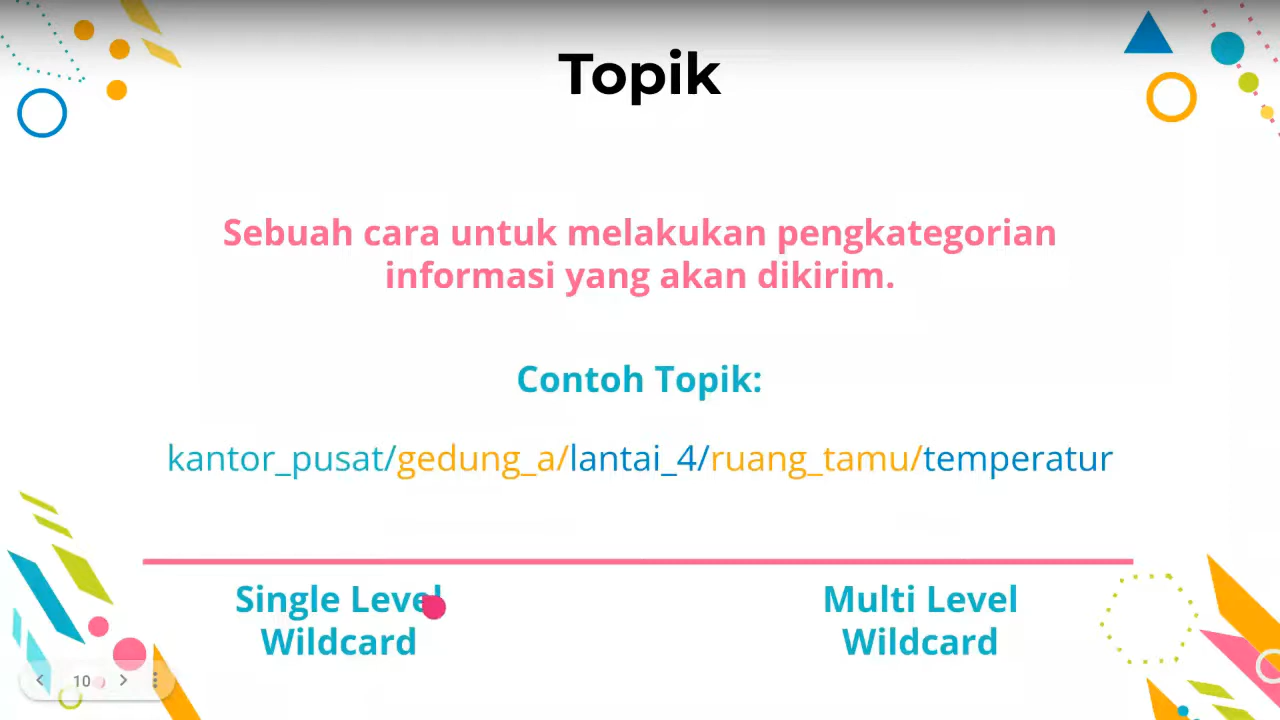 Topik
Sebuah cara untuk melakukan pengkategorian
informasi yang akan dikirim.
Contoh Topik:
kantor_pusat/gedung_a/lantai_4/ruang_tamu/temperatur
Single Level
Wildcard
Multi Level
Wildcard
10